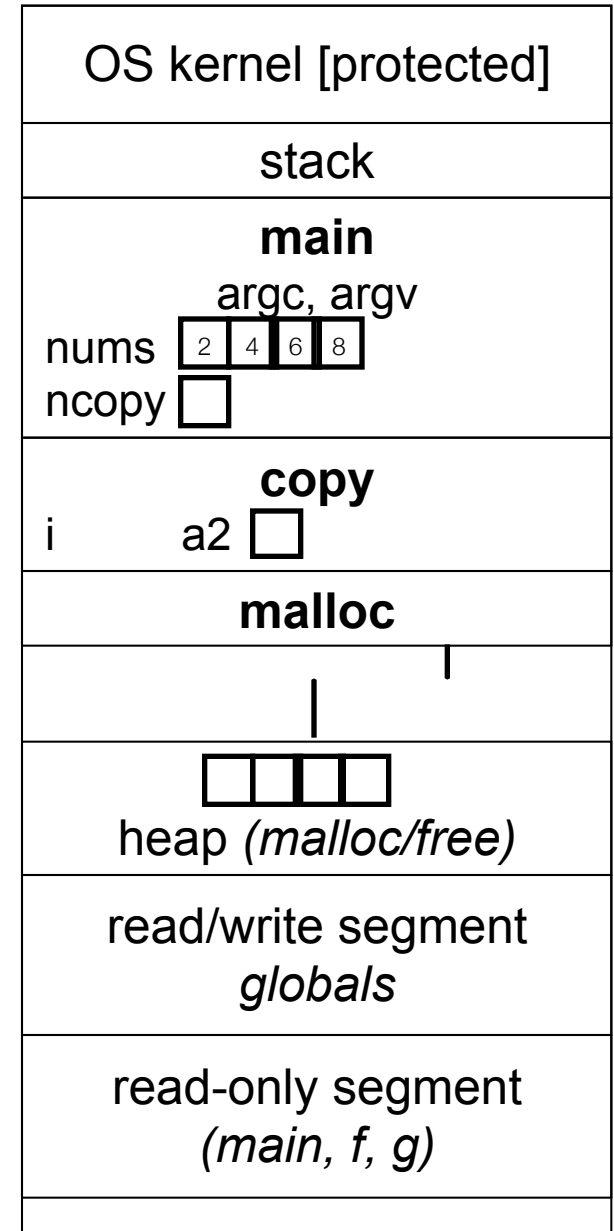 OS kernel [protected]
stack
main
argc, argv
nums 2 4 6 8
ncopy
copy
i a2
malloc
heap (malloc/free)
read/write segment
globals
read-only segment
(main, f, g)